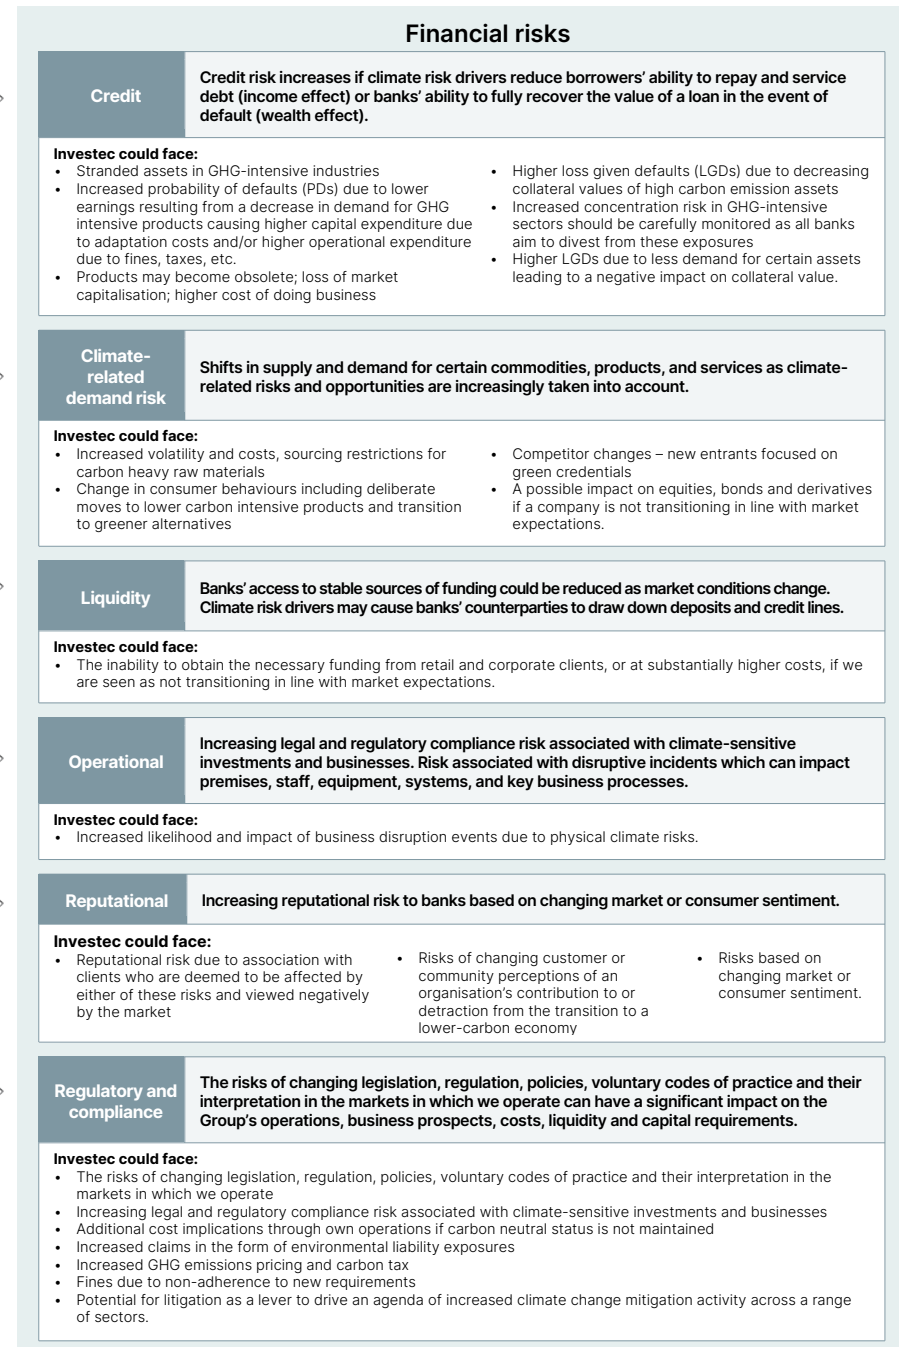 Financial risks
Credit
Credit risk increases if climate risk drivers reduce borrowers' ability to repay and service
debt (income effect) or banks' ability to fully recover the value of a loan in the event of
default (wealth effect).
Investec could face:
• Stranded assets in GHG-intensive industries
• Increased probability of defaults (PDs) due to lower
earnings resulting from a decrease in demand for GHG
intensive products causing higher capital expenditure due
to adaptation costs and/or higher operational expenditure
due to fines, taxes, etc.
• Products may become obsolete; loss of market
capitalisation; higher cost of doing business
• Higher loss given defaults (LGDs) due to decreasing
collateral values of high carbon emission assets
• Increased concentration risk in GHG-intensive
sectors should be carefully monitored as all banks
aim to divest from these exposures
• Higher LGDs due to less demand for certain assets
leading to a negative impact on collateral value.
Climate-
related
demand risk
Shifts in supply and demand for certain commodities, products, and services as climate-
related risks and opportunities are increasingly taken into account.
Investec could face:
• Increased volatility and costs, sourcing restrictions for
carbon heavy raw materials
• Change in consumer behaviours including deliberate
moves to lower carbon intensive products and transition
to greener alternatives
• Competitor changes – new entrants focused on
green credentials
• A possible impact on equities, bonds and derivatives
if a company is not transitioning in line with market
expectations.
Liquidity
Banks' access to stable sources of funding could be reduced as market conditions change.
Climate risk drivers may cause banks' counterparties to draw down deposits and credit lines.
Investec could face:
• The inability to obtain the necessary funding from retail and corporate clients, or at substantially higher costs, if we
are seen as not transitioning in line with market expectations.
Operational
Increasing legal and regulatory compliance risk associated with climate-sensitive
investments and businesses. Risk associated with disruptive incidents which can impact
premises, staff, equipment, systems, and key business processes.
Investec could face:
• Increased likelihood and impact of business disruption events due to physical climate risks.
Reputational
Increasing reputational risk to banks based on changing market or consumer sentiment.
Investec could face:
• Reputational risk due to association with
clients who are deemed to be affected by
either of these risks and viewed negatively
by the market
• Risks of changing customer or
community perceptions of an
organisation's contribution to or
detraction from the transition to a
lower-carbon economy
• Risks based on
changing market or
consumer sentiment.
Regulatory and
compliance
The risks of changing legislation, regulation, policies, voluntary codes of practice and their
interpretation in the markets in which we operate can have a significant impact on the
Group's operations, business prospects, costs, liquidity and capital requirements.
Investec could face:
• The risks of changing legislation, regulation, policies, voluntary codes of practice and their interpretation in the
markets in which we operate
• Increasing legal and regulatory compliance risk associated with climate-sensitive investments and businesses
• Additional cost implications through own operations if carbon neutral status is not maintained
• Increased claims in the form of environmental liability exposures
• Increased GHG emissions pricing and carbon tax
• Fines due to non-adherence to new requirements
• Potential for litigation as a lever to drive an agenda of increased climate change mitigation activity across a range
of sectors.